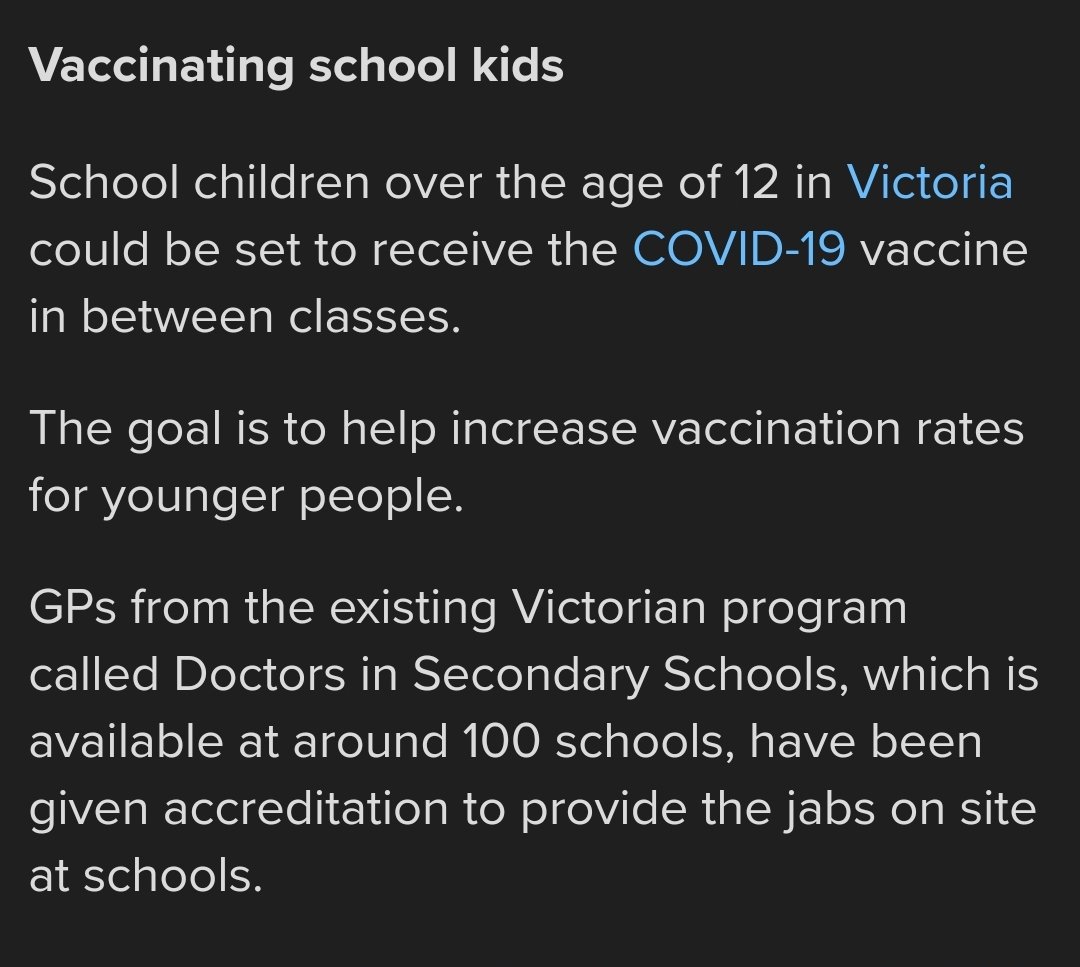 Vaccinating school kids
School children over the age of 12 in Victoria
could be set to receive the COVID-19 vaccine
in between classes.
The goal is to help increase vaccination rates
for younger people.
GPs from the existing Victorian program
called Doctors in Secondary Schools, which is
available at around 100 schools, have been
given accreditation to provide the jabs on site
at schools.